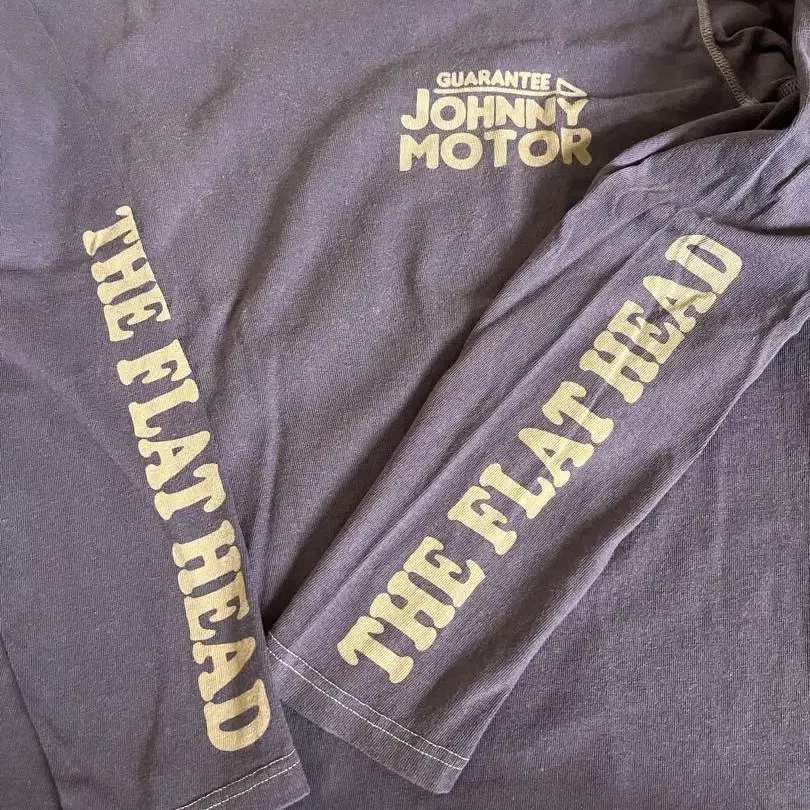 GUARANTEE
JOHNNY
MOTOR
THE FLAT HEAD
THE FLAT HEAD